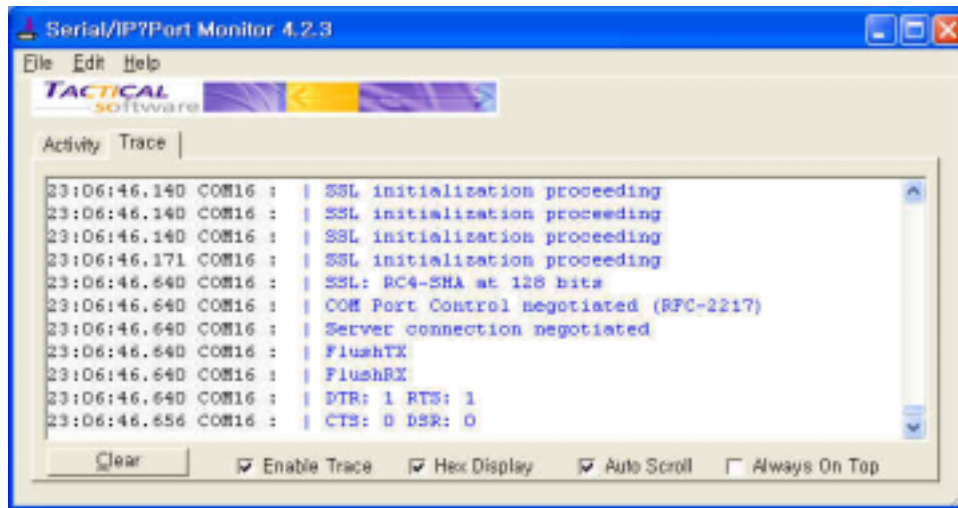 Serial/IP?Port Monitor 4.2.3
File Edit Help
TACTICAL
software
Activity Trace
23:06:46.140 COM16 : | SSL initialization proceeding
23:06:46.140 COM16 : | SSL initialization proceeding
23:06:46.140 COM16 : | SSL initialization proceeding
23:06:46.171 COM16 : | SSL initialization proceeding
23:06:46.640 COM16 : | SSL: RC4-SHA at 128 bits
23:06:46.640 COM16 : | COM Port Control negotiated (RFC-2217)
23:06:46.640 COM16 : | Server connection negotiated
23:06:46.640 COM16 : | FlushTX
23:06:46.640 COM16 : | FlushRX
23:06:46.640 COM16 : | DTR: 1 RTS: 1
23:06:46.656 COM16 : | CTS: 0 DSR: 0
Clear Enable Trace Hex Display Auto Scroll Always On Top